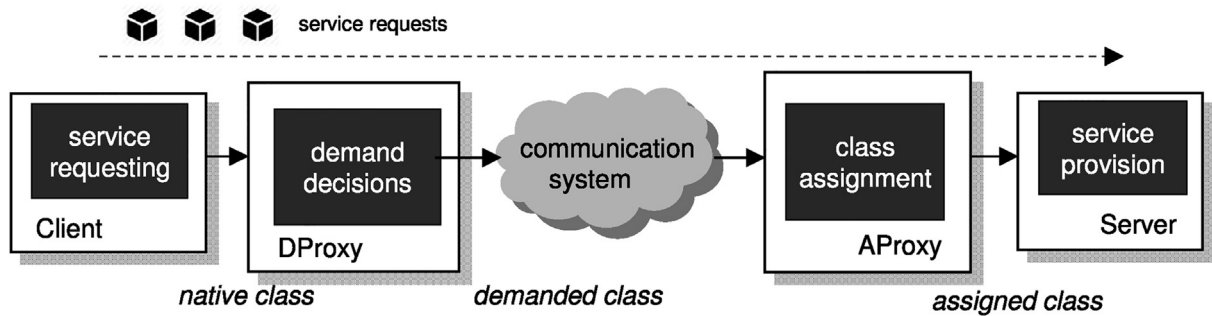 service requests
service
requesting
Client
demand
decisions
DProxy
communication
system
class
assignment
AProxy
service
provision
Server
native class
demanded class
assigned class